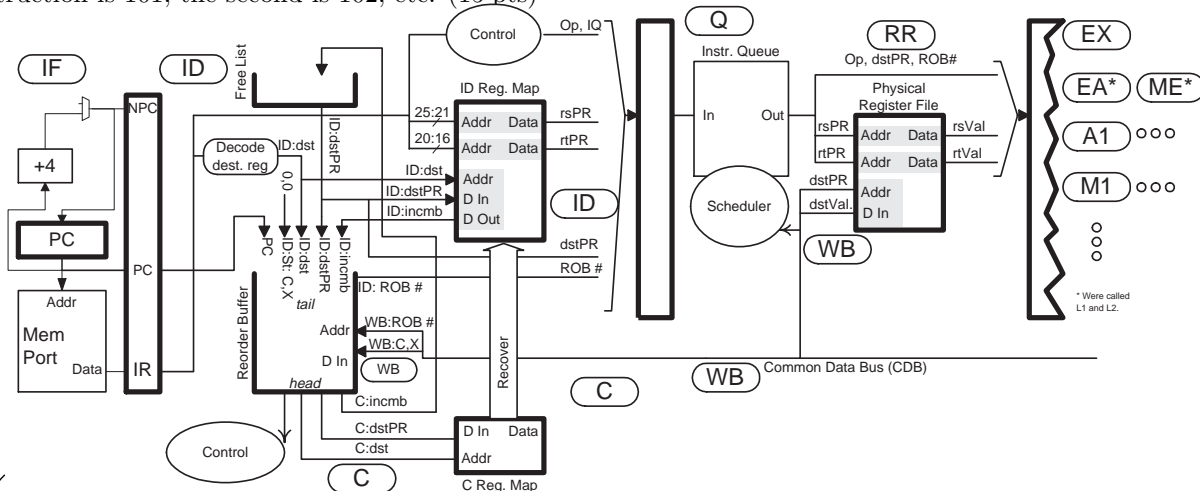 struction is 101, the second is 102, etc. (10 pts)
IF
ID
Free List
Control
Op, IQ
Q
Instr. Queue
RR
Op, dstPR, ROB#
EX
EA*
ME*
A1
M1
* Were called
L1 and L2.
NPC
+4
PC
PC
Addr
Mem
Port
Data
IR
Decode
dest. reg
ID:dst
ID:dstPR
ID Reg. Map
25:21
Addr
Data
rsPR
20:16
Addr
Data
rtPR
ID:dst
Addr
ID:dstPR
D In
ID:incmb
D Out
ID
In
Out
Scheduler
Physical
Register File
rsPR
Addr
Data
rsVal
rtPR
Addr
Data
rtVal
dstPR
Addr
dstVal.
D In
WB
0,0
PC
ID:St: C,X
ID:dst
ID:dstPR
ID:incmb
tail
dstPR
ROB #
ID: ROB #
Reorder Buffer
Addr
WB:ROB #
D In
WB:C,X
WB
head
Recover
WB
Common Data Bus (CDB)
C
C:incmb
C:dstPR
D In
Data
C:dst
Addr
C Reg. Map
Control
C